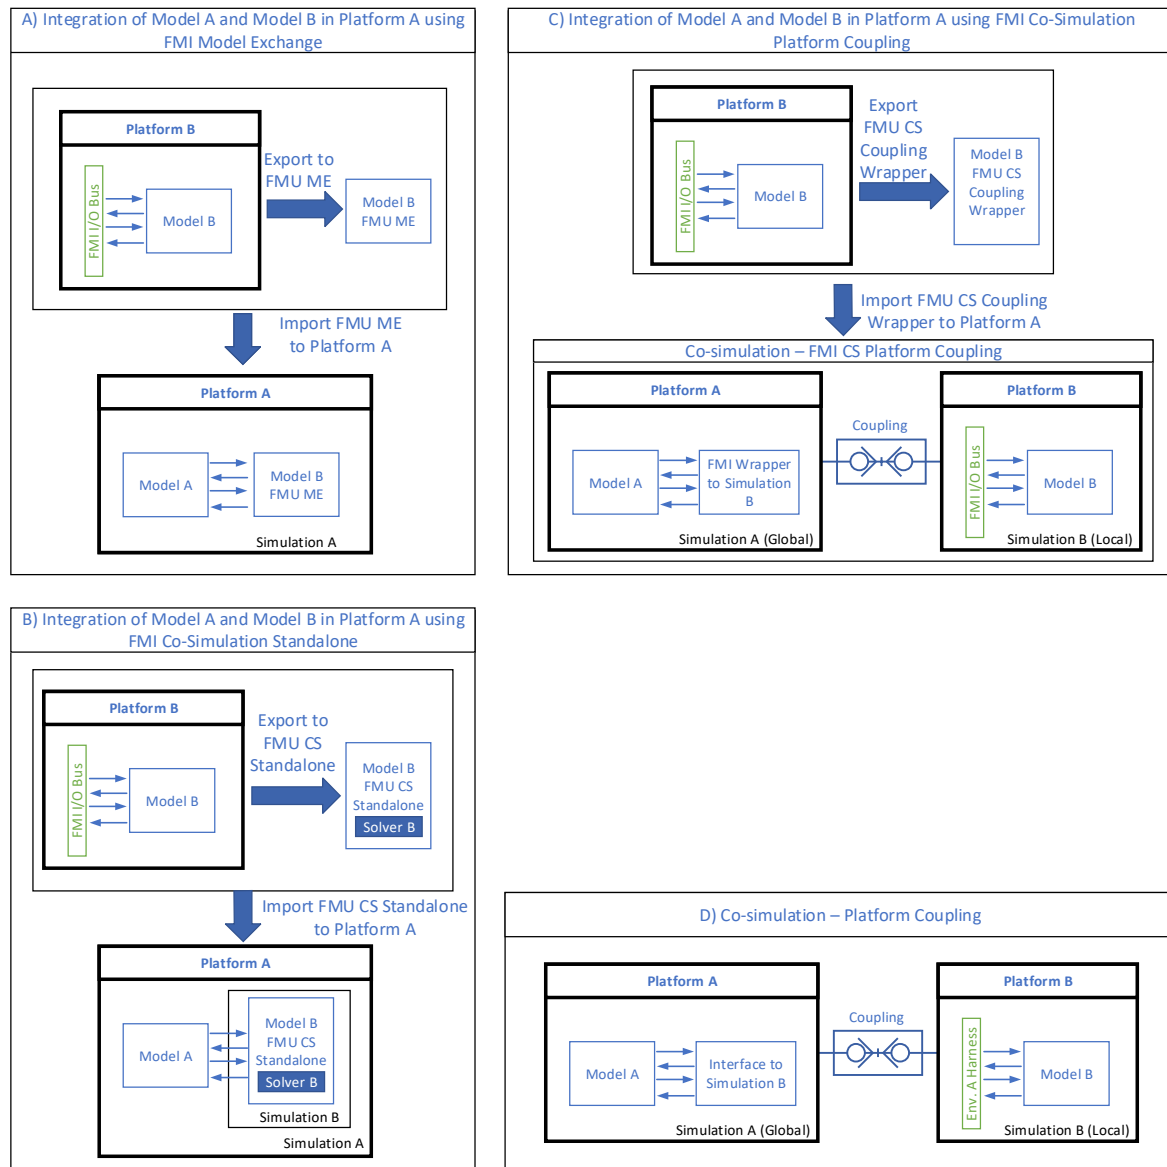 A) Integration of Model A and Model B in Platform A using
FMI Model Exchange
Platform B
FMI I/O Bus
Model B
Export to
FMU ME
Model B
FMU ME
Import FMU ME
to Platform A
Platform A
Model A
Model B
FMU ME
Simulation A
C) Integration of Model A and Model B in Platform A using FMI Co-Simulation
Platform Coupling
Platform B
FMI I/O Bus
Model B
Export
FMU CS
Coupling
Wrapper
Model B
FMU CS
Coupling
Wrapper
Import FMU CS Coupling
Wrapper to Platform A
Co-simulation – FMI CS Platform Coupling
Platform A
Model A
FMI Wrapper
to Simulation
B
Simulation A (Global)
Coupling
Platform B
FMI I/O Bus
Model B
Simulation B (Local)
B) Integration of Model A and Model B in Platform A using
FMI Co-Simulation Standalone
Platform B
FMI I/O Bus
Model B
Export to
FMU CS
Standalone
Model B
FMU CS
Standalone
Solver B
Import FMU CS Standalone
to Platform A
Platform A
Model A
Model B
FMU CS
Standalone
Solver B
Simulation B
Simulation A
D) Co-simulation – Platform Coupling
Platform A
Model A
Interface to
Simulation B
Simulation A (Global)
Coupling
Platform B
Env. A Harness
Model B
Simulation B (Local)